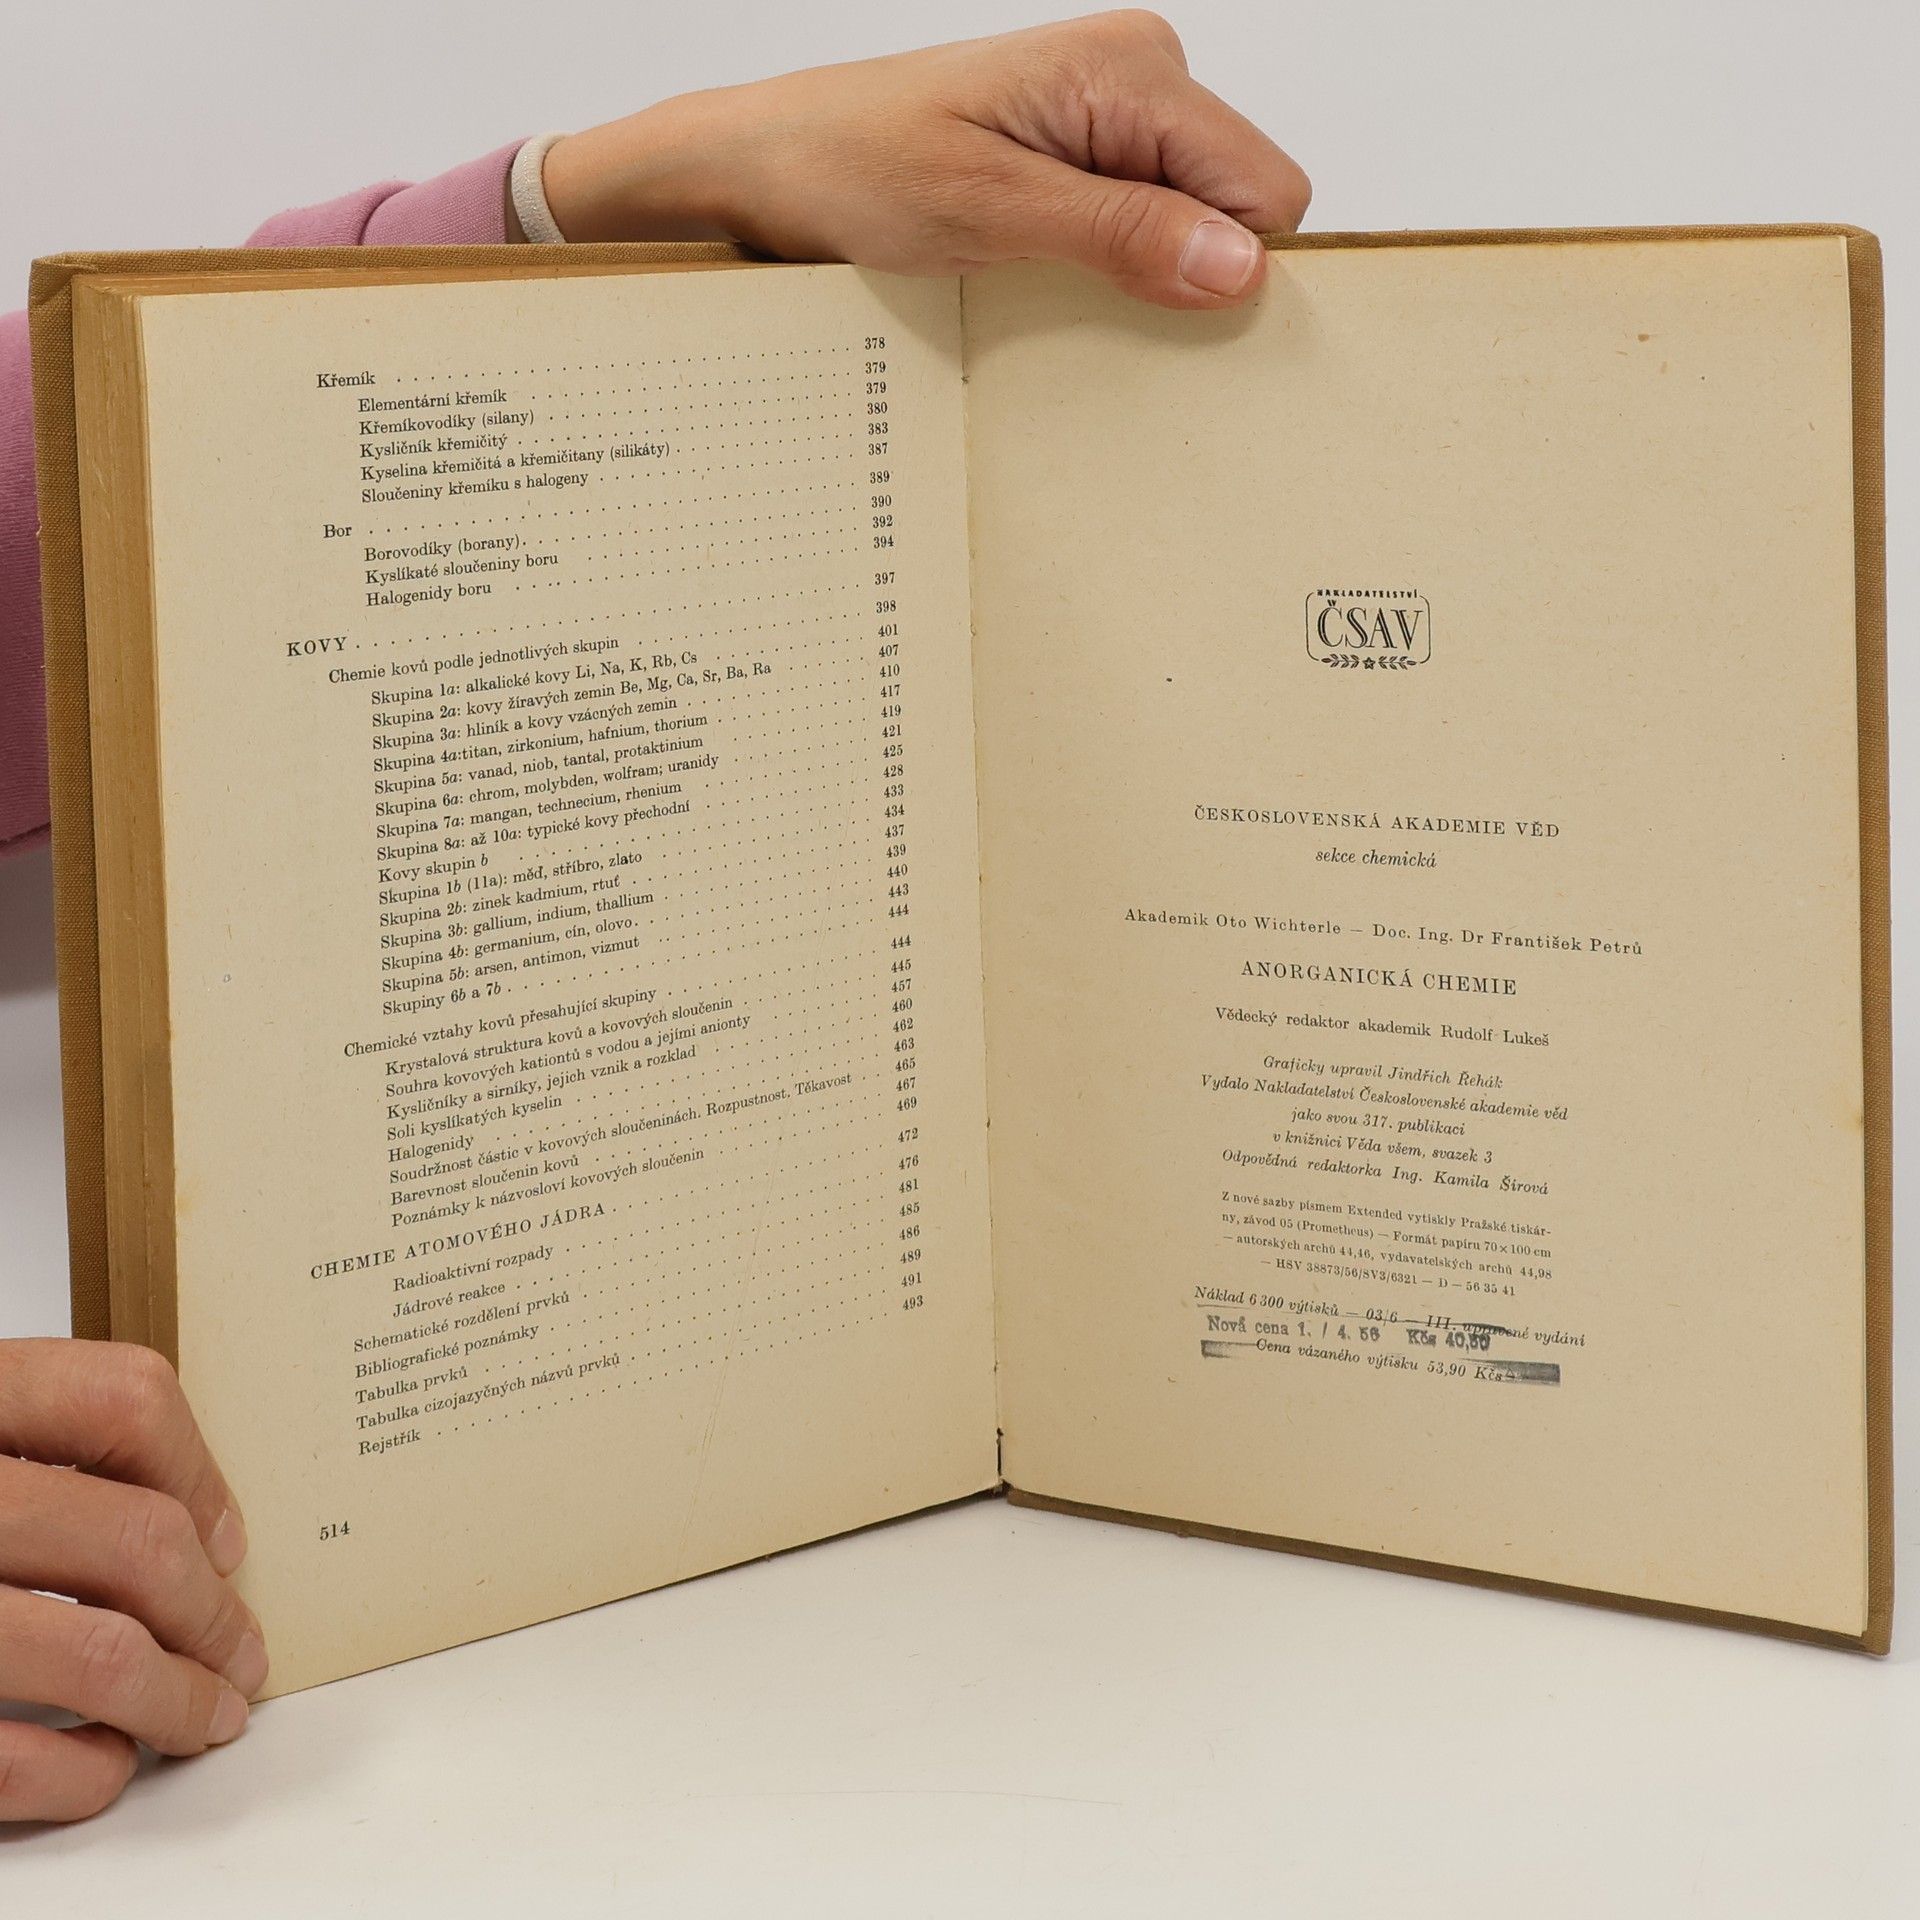 Křemík . . . 378
Elementární křemík . . . 379
Křemíkovodíky (silany) . . . 379
Kysličník křemičitý . . . 380
Kyselina křemičitá a křemičitany (silikáty) . . . 383
Sloučeniny křemíku s halogeny . . . 387
Bor . . . 389
Borovodíky (borany) . . . 390
Kyslíkaté sloučeniny boru . . . 392
Halogenidy boru . . . 394
KOVY . . . 397
Chemie kovů podle jednotlivých skupin . . . 398
Skupina 1a: alkalické kovy Li, Na, K, Rb, Cs . . . 401
Skupina 2a: kovy žíravých zemin Be, Mg, Ca, Sr, Ba, Ra . . . 407
Skupina 3a: hliník a kovy vzácných zemin . . . 410
Skupina 4a:titan, zirkonium, hafnium, thorium . . . 417
Skupina 5a: vanad, niob, tantal, protaktinium . . . 419
Skupina 6a: chrom, molybden, wolfram; uranidy . . . 421
Skupina 7a: mangan, technecium, rhenium . . . 425
Skupina 8a: až 10a: typické kovy přechodní . . . 428
Kovy skupin b . . . 433
Skupina 1b (11a): měď, stříbro, zlato . . . 434
Skupina 2b: zinek kadmium, rtuť . . . 437
Skupina 3b: gallium, indium, thallium . . . 439
Skupina 4b: germanium, cín, olovo . . . 440
Skupina 5b: arsen, antimon, vizmut . . . 443
Skupiny 6b a 7b . . . 444
Chemické vztahy kovů přesahující skupiny . . . 444
Krystalová struktura kovů a kovových sloučenin . . . 445
Souhra kovových kationtů s vodou a jejími anionty . . . 457
Kysličníky a sirníky, jejich vznik a rozklad . . . 460
Soli kyslíkatých kyselin . . . 462
Halogenidy . . . 463
Soudržnost částic v kovových sloučeninách. Rozpustnost. Těkavost . . 465
Barevnost sloučenin kovů . . . 467
Poznámky k názvosloví kovových sloučenin . . . 469
CHEMIE ATOMOVÉHO JÁDRA . . . 472
Radioaktivní rozpady . . . 476
Jádrové reakce . . . 481
Schematické rozdělení prvků . . . 485
Bibliografické poznámky . . . 486
Tabulka prvků . . . 489
Tabulka cizojazyčných názvů prvků . . . 491
Rejstřík . . . 493
514
NAKLADATELSTVÍ
ČSAV
ČESKOSLOVENSKÁ AKADEMIE VĚD
sekce chemická
Akademik Oto Wichterle — Doc. Ing. Dr František Petrů
ANORGANICKÁ CHEMIE
Vědecký redaktor akademik Rudolf Lukeš
Graficky upravil Jindřich Řehák
Vydalo Nakladatelství Československé akademie věd
jako svou 317. publikaci
v knižnici Věda všem, svazek 3
Odpovědná redaktorka Ing. Kamila Šírová
Z nové sazby písmem Extended vytiskly Pražské tiskár-
ny, závod 05 (Prometheus) — Formát papíru 70 × 100 cm
— autorských archů 44,46, vydavatelských archů 44,98
— HSV 38873/56/SV3/6321 — D — 56 35 41
Náklad 6 300 výtisků — 03/6 — III. upravené vydání
Nová cena 1. / 4. 56 Kčs 40,50
Cena vázaného výtisku 53,90 Kčs